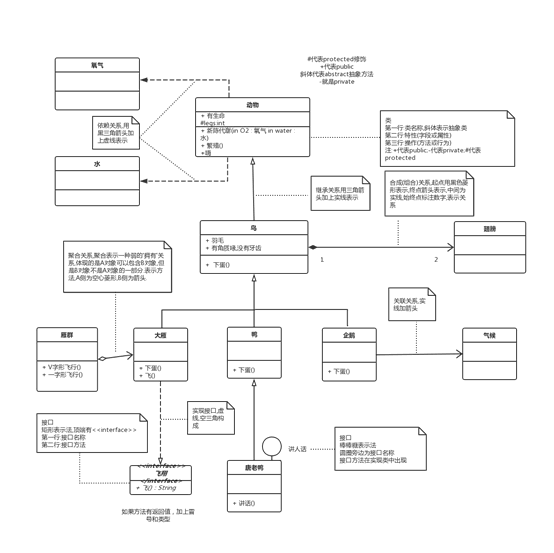 #代表protected修饰
+代表public
斜体代表abstract抽象方法
-就是private
氧气
依赖关系,用
黑三角箭头加
上虚线表示
水
动物
+ 有生命
#legs:int
+ 新陈代谢(in O2 : 氧气 in water :
水)
+ 繁殖()
类
第一行:类名称,斜体表示抽象类
第二行:特性(字段或属性)
第三行:操作(方法或行为)
注 +代表public;-代表private;#代表
protected
继承关系用三角箭
头加上实线表示
合成(组合)关系,起点用黑色菱
形表示,终点箭头表示,中间为
实线,始终点标注数字,表示关
系
鸟
+ 羽毛
+ 有角质喙,没有牙齿
+ 下蛋()
1
2
翅膀
聚合关系,聚合表示一种弱的'拥有'关
系,体现的是A对象可以包含B对象,但
是B对象不是A对象的一部分.表示方
法,A侧为空心菱形,B侧为箭头.
关联关系,实
线加箭头
雁群
+ V字形飞行()
+ 一字形飞行()
大雁
+ 下蛋()
+ 飞()
鸭
+ 下蛋()
企鹅
+ 下蛋()
气候
接口
矩形表示法,顶端有<<interface>>
第一行:接口名称
第二行:接口方法
实现接口,虚
线,空三角构
成
<<interface>>
飞翔
</interface>
+ 飞() : String
如果方法有返回值，加上冒
号和类型
讲人话
唐老鸭
+ 讲话()
接口
棒棒糖表示法
圆圈旁边为接口名称
接口方法在实现类中出现